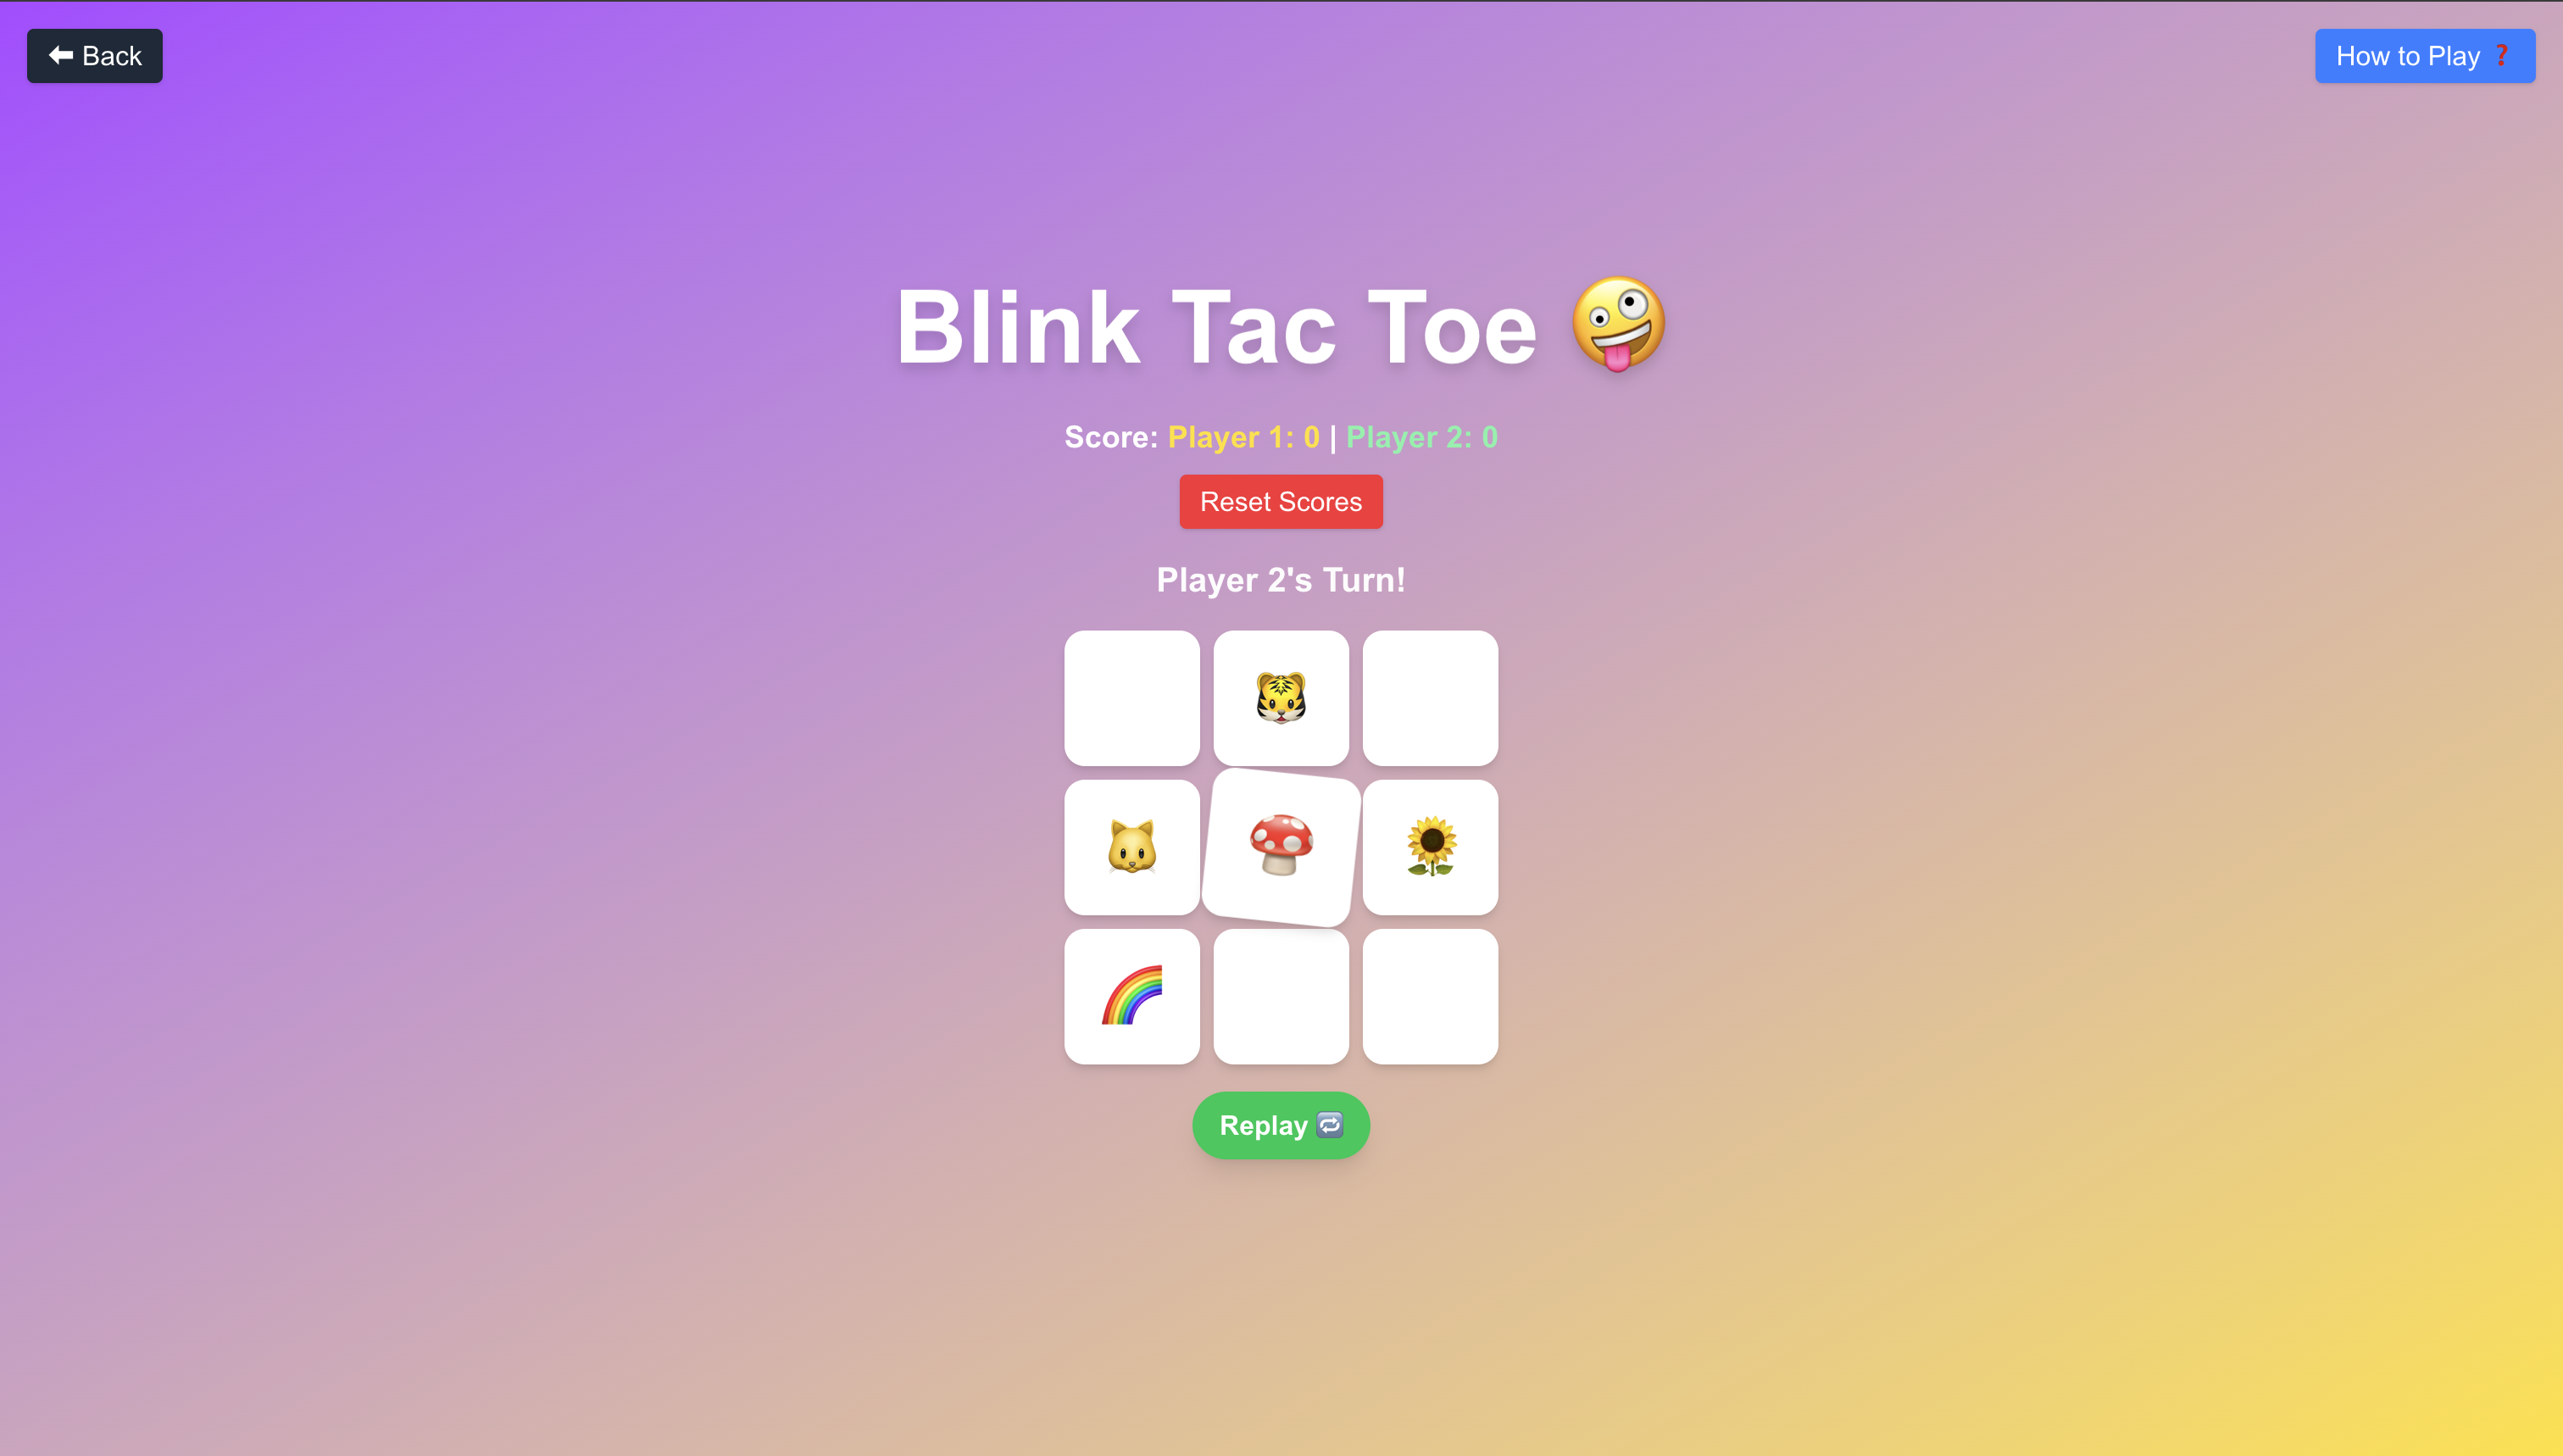 ⬅ Back
How to Play ❓
Blink Tac Toe 🤪
Score: Player 1: 0 | Player 2: 0
Reset Scores
Player 2's Turn!
Replay 🔁